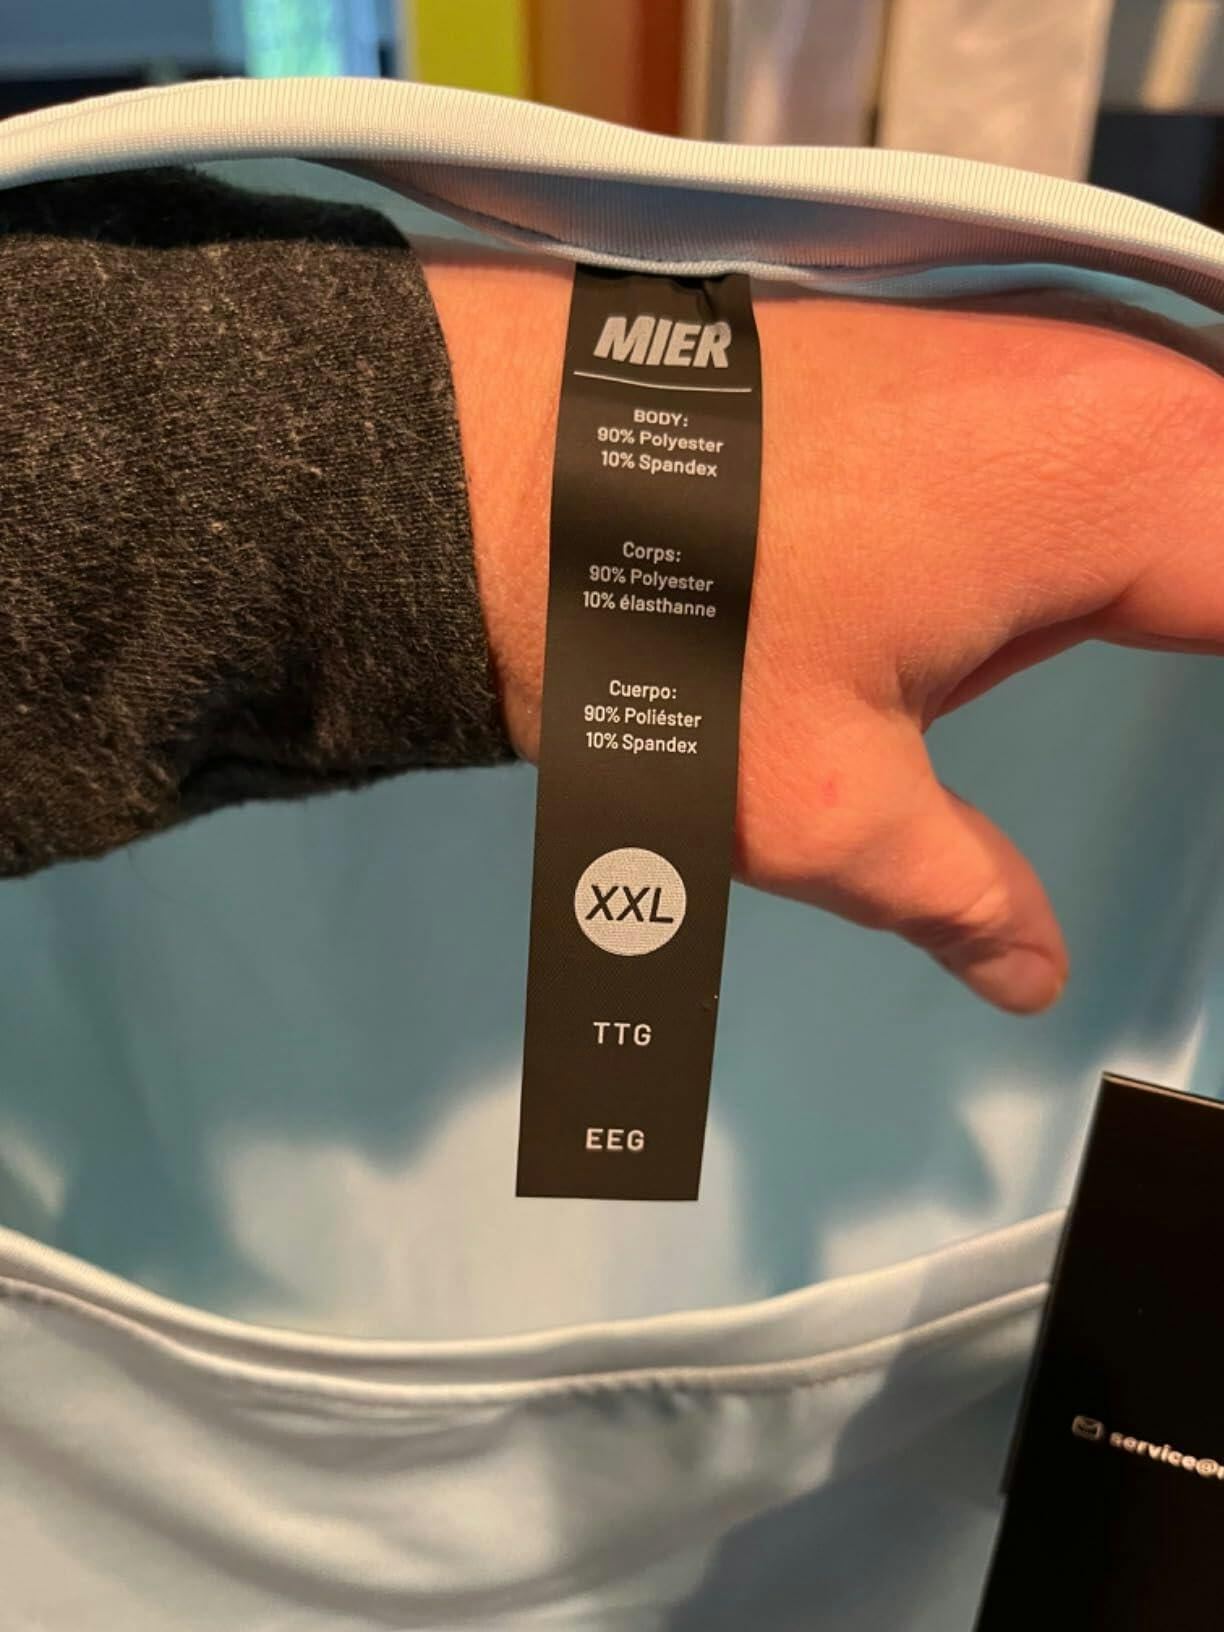 MIER
BODY:
90% Polyester
10% Spandex
Corps:
90% Polyester
10% élasthanne
Cuerpo:
90% Poliéster
10% Spandex
XXL
TTG
EEG
service@